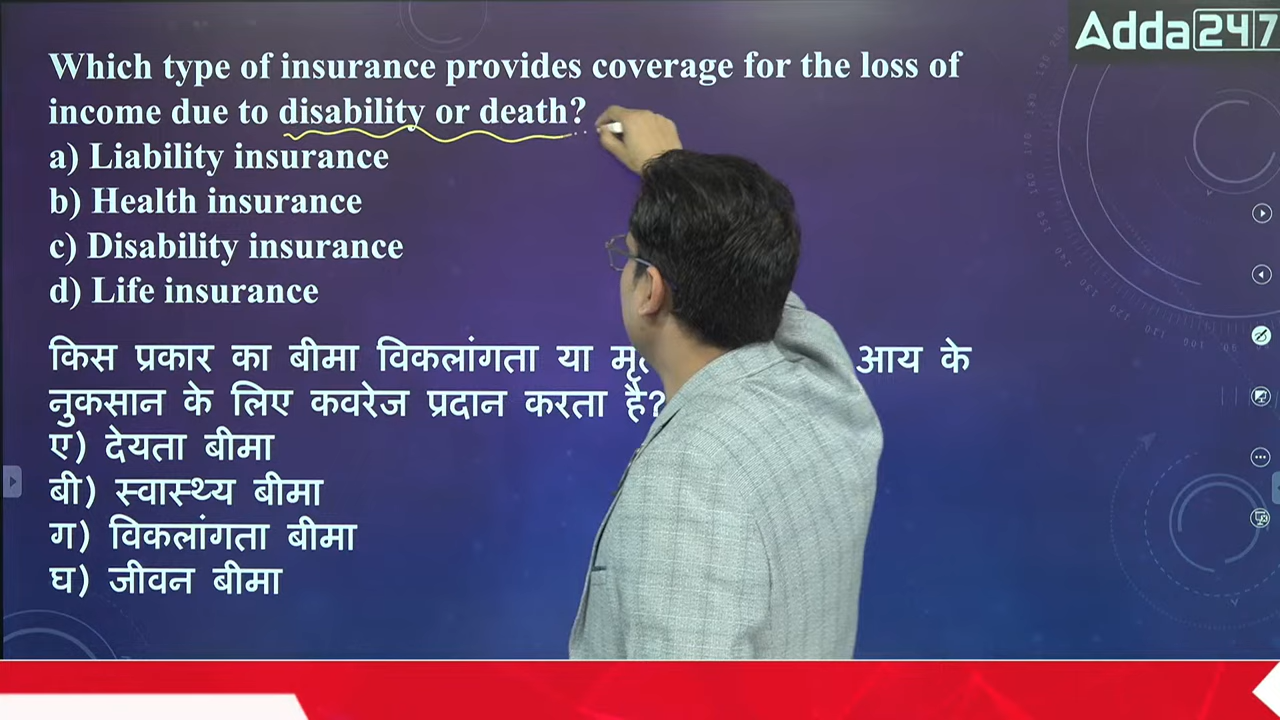 Adda247
Which type of insurance provides coverage for the loss of
income due to disability or death?
a) Liability insurance
b) Health insurance
c) Disability insurance
d) Life insurance
किस प्रकार का बीमा विकलांगता या आय के
नुकसान के लिए कवरेज प्रदान करता है?
ए) देयता बीमा
बी) स्वास्थ्य बीमा
ग) विकलांगता बीमा
घ) जीवन बीमा